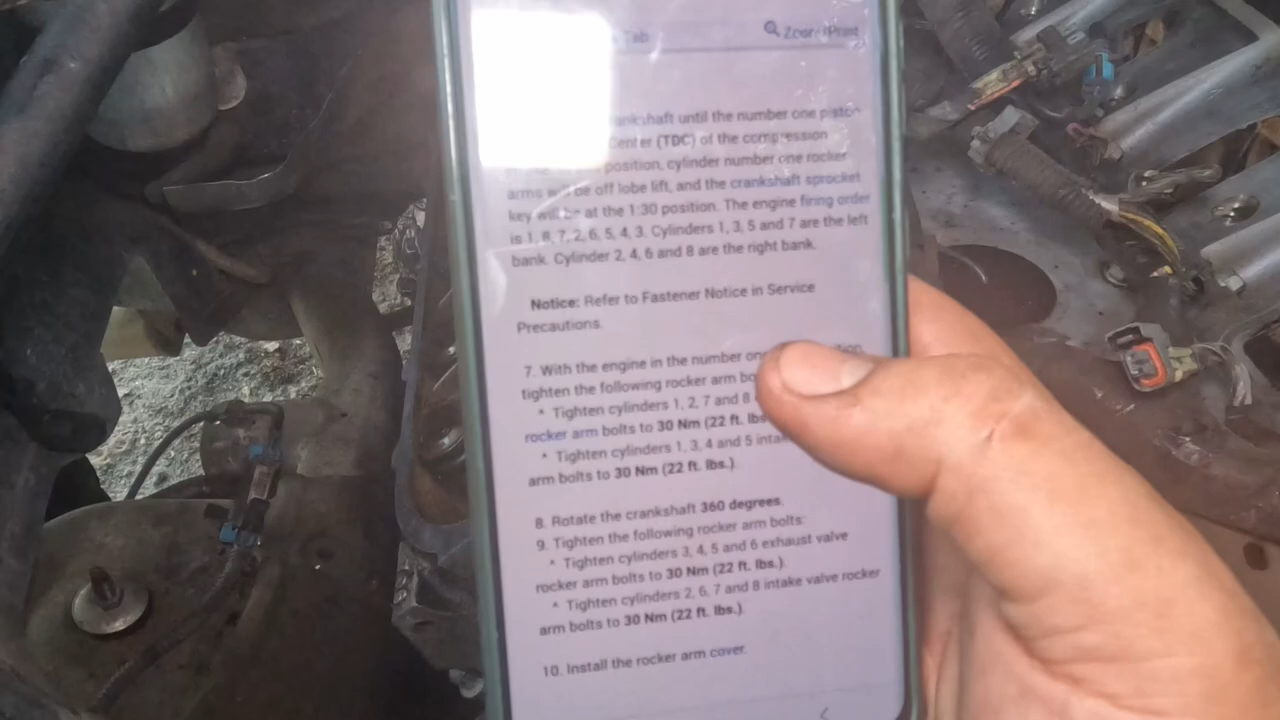 Tab Zoom/Print
crankshaft until the number one piston
Center (TDC) of the compression
position, cylinder number one rocker
arms will be off lobe lift, and the crankshaft sprocket
key will be at the 1:30 position. The engine firing order
is 1, 8, 7, 2, 6, 5, 4, 3. Cylinders 1, 3, 5 and 7 are the left
bank. Cylinder 2, 4, 6 and 8 are the right bank.
Notice: Refer to Fastener Notice in Service
Precautions.
7. With the engine in the number one
tighten the following rocker arm
^ Tighten cylinders 1, 2, 7 and 8
rocker arm bolts to 30 Nm (22 ft. lbs.
^ Tighten cylinders 1, 3, 4 and 5
arm bolts to 30 Nm (22 ft. lbs.).
8. Rotate the crankshaft 360 degrees.
9. Tighten the following rocker arm bolts:
^ Tighten cylinders 3, 4, 5 and 6 exhaust valve
rocker arm bolts to 30 Nm (22 ft. lbs.).
^ Tighten cylinders 2, 6, 7 and 8 intake valve rocker
arm bolts to 30 Nm (22 ft. lbs.).
10. Install the rocker arm cover.